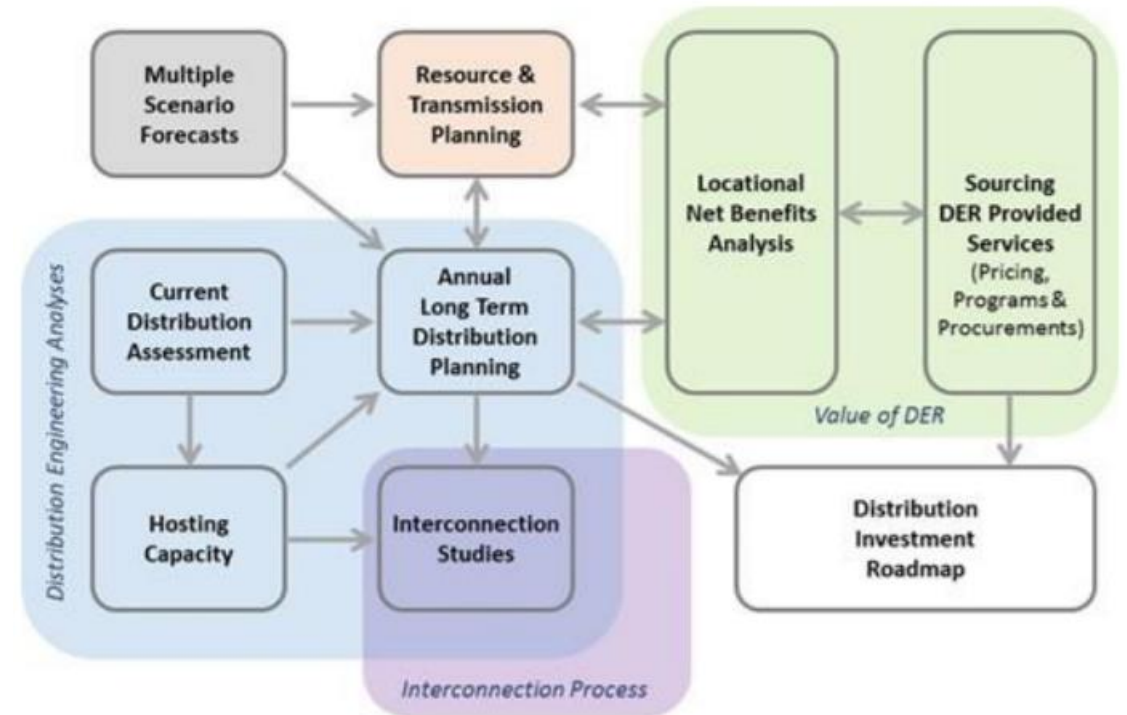 Multiple
Scenario
Forecasts
Resource &
Transmission
Planning
Locational
Net Benefits
Analysis
Sourcing
DER Provided
Services
(Pricing,
Programs &
Procurements)
Value of DER
Distribution Engineering Analyses
Current
Distribution
Assessment
Annual
Long Term
Distribution
Planning
Hosting
Capacity
Interconnection
Studies
Interconnection Process
Distribution
Investment
Roadmap